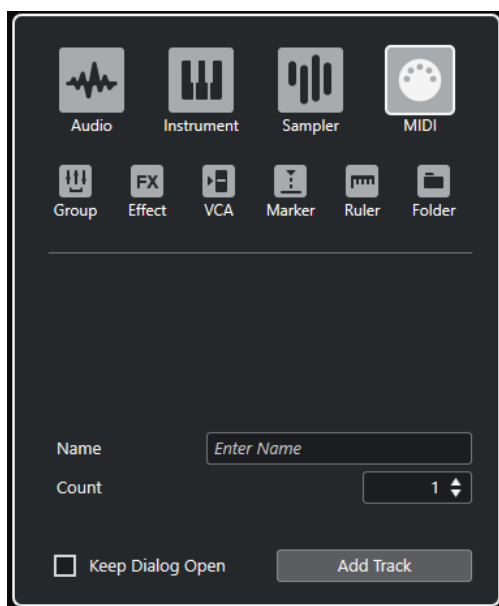 Audio Instrument Sampler MIDI
FX
Group Effect VCA Marker Ruler Folder
Name Enter Name
Count 1
Keep Dialog Open Add Track